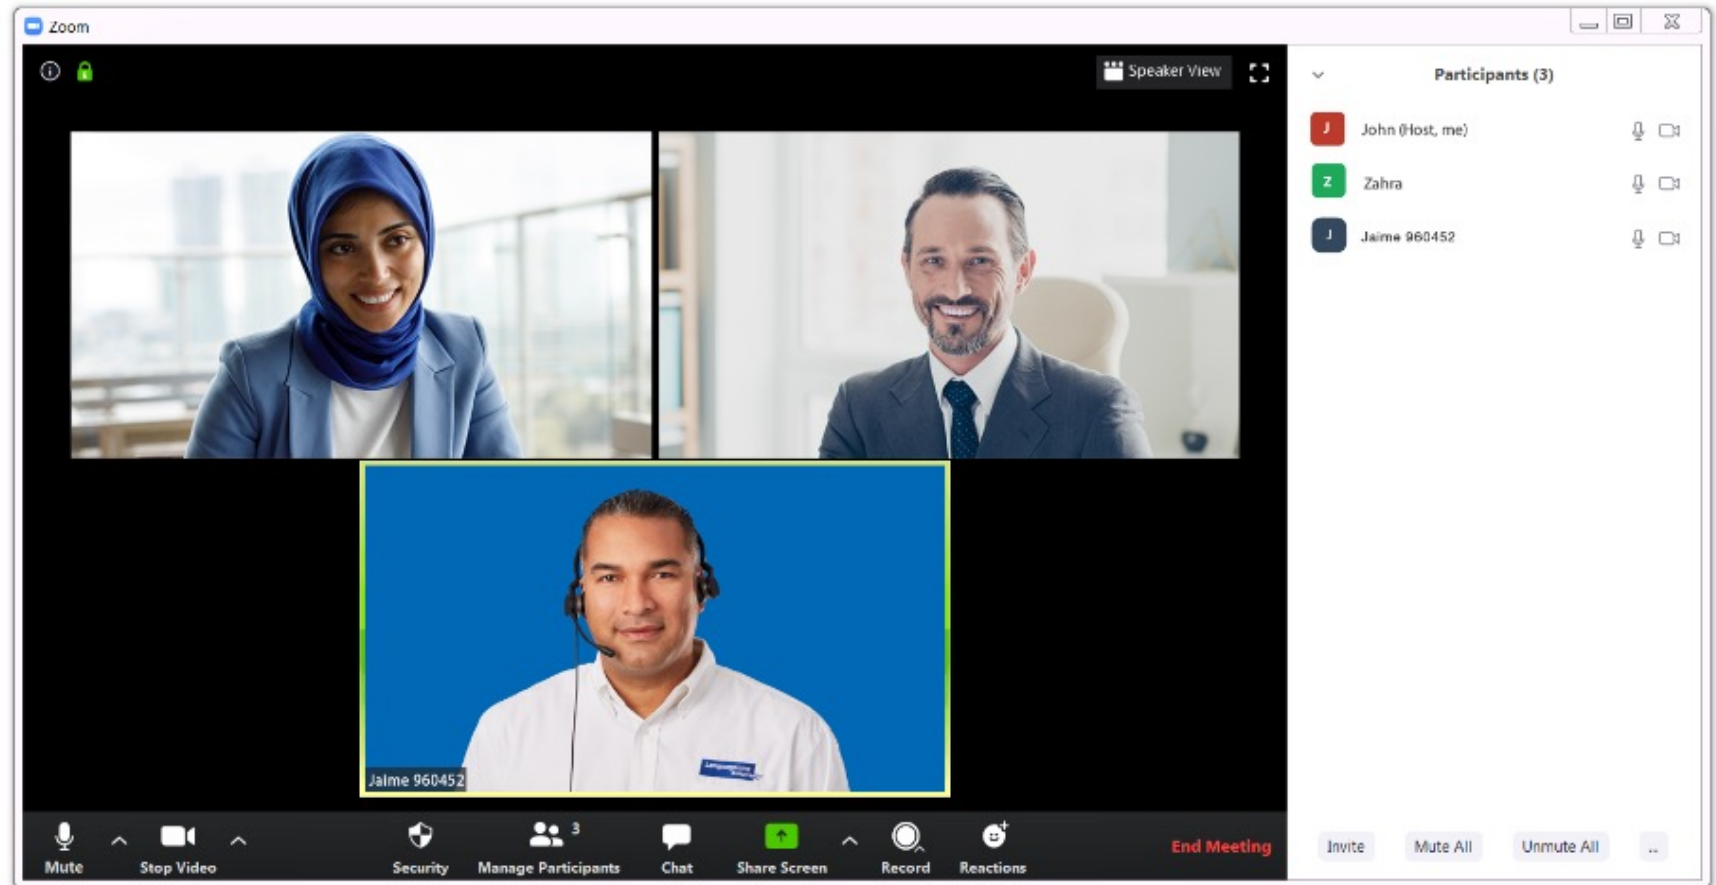 Zoom
Speaker View
Participants (3)
J John (Host, me)
Z Zahra
J Jaime 960452
Jaime 960452
Mute
Stop Video
Security
Manage Participants 3
Chat
Share Screen
Record
Reactions
End Meeting
Invite
Mute All
Unmute All
..